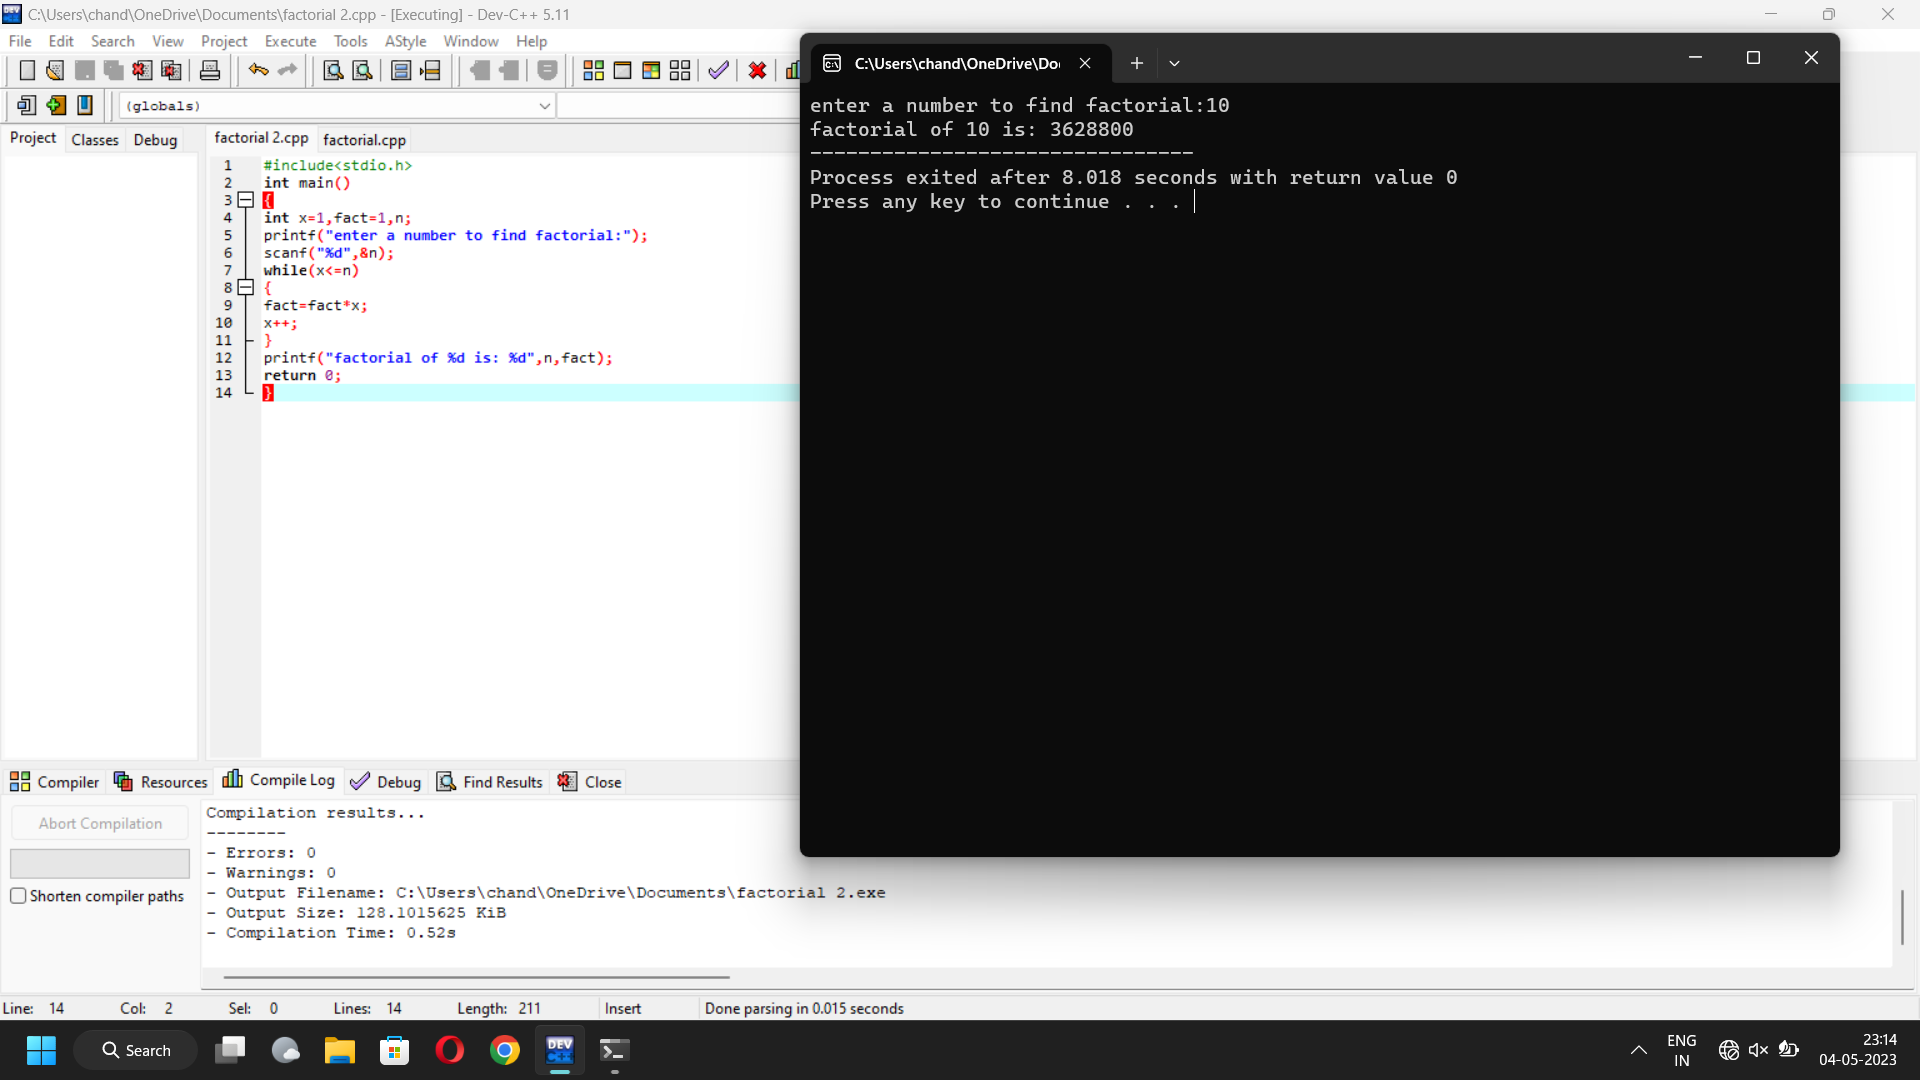 C:\Users\chand\OneDrive\Documents\factorial 2.cpp - [Executing] - Dev-C++ 5.11
File Edit Search View Project Execute Tools AStyle Window Help
(globals)
Project Classes Debug
factorial 2.cpp factorial.cpp
1 #include<stdio.h>
2 int main()
3 {
4 int x=1,fact=1,n;
5 printf("enter a number to find factorial:");
6 scanf("%d",&n);
7 while(x<=n)
8 {
9 fact=fact*x;
10 x++;
11 }
12 printf("factorial of %d is: %d",n,fact);
13 return 0;
14 }
C:\Users\chand\OneDrive\Do
enter a number to find factorial:10
factorial of 10 is: 3628800
--------------------------------
Process exited after 8.018 seconds with return value 0
Press any key to continue . . .
Compiler Resources Compile Log Debug Find Results Close
Abort Compilation
Shorten compiler paths
Compilation results...
--------
- Errors: 0
- Warnings: 0
- Output Filename: C:\Users\chand\OneDrive\Documents\factorial 2.exe
- Output Size: 128.1015625 KiB
- Compilation Time: 0.52s
Line: 14 Col: 2 Sel: 0 Lines: 14 Length: 211 Insert Done parsing in 0.015 seconds
Search
DEV C++
ENG
IN
23:14
04-05-2023